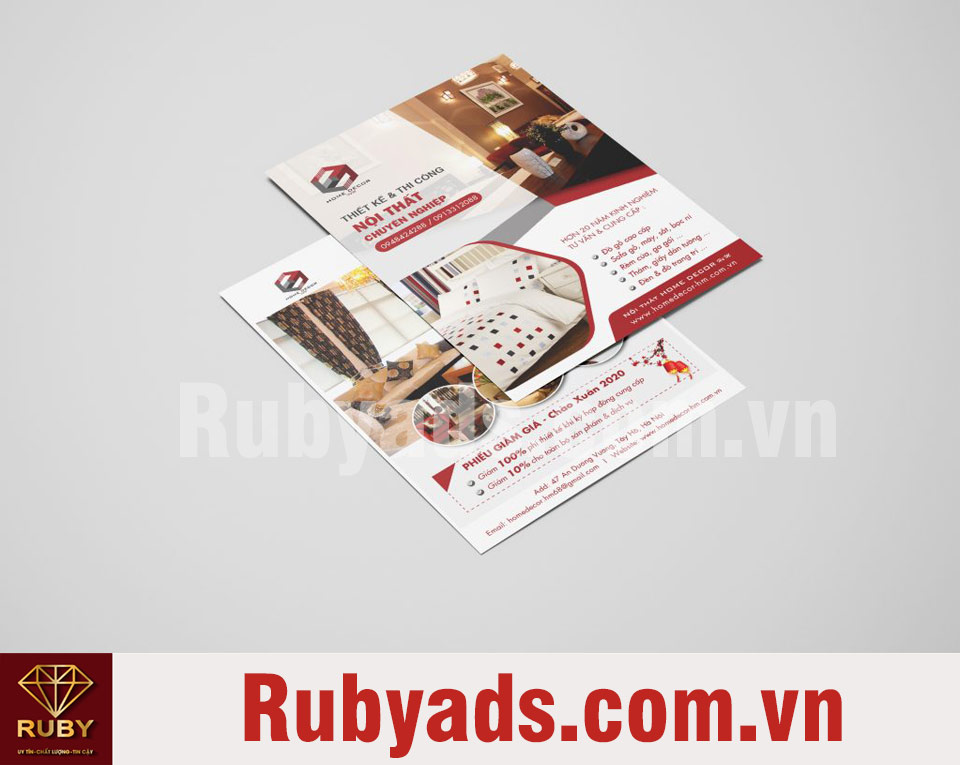 HOME DECOR
THIẾT KẾ & THI CÔNG
NỘI THẤT
CHUYÊN NGHIỆP
0948424288 / 0913312088
HƠN 20 NĂM KINH NGHIỆM
TƯ VẤN & CUNG CẤP :
Đồ gỗ cao cấp
Sofa gỗ, mây, sắt, bọc nỉ
Rèm cửa, ga gối ...
Thảm, giấy dán tường ...
Đèn & đồ trang trí ...
NỘI THẤT HOME DECOR
www.homedecor.hm.com.vn
HOME DECOR
PHIẾU GIẢM GIÁ - Chào Xuân 2020
Giảm 100% phí thiết kế khi ký hợp đồng cung cấp
Giảm 10% cho toàn bộ sản phẩm & dịch vụ
Add: 47 An Dương Vương, Tây Hồ, Hà Nội
Email: homedecor.hm68@gmail.com I Website: www.homedecor.hm.com.vn
Rubyads.com.vn
RUBY
UY TÍN-CHẤT LƯỢNG-TIN CẬY
Rubyads.com.vn